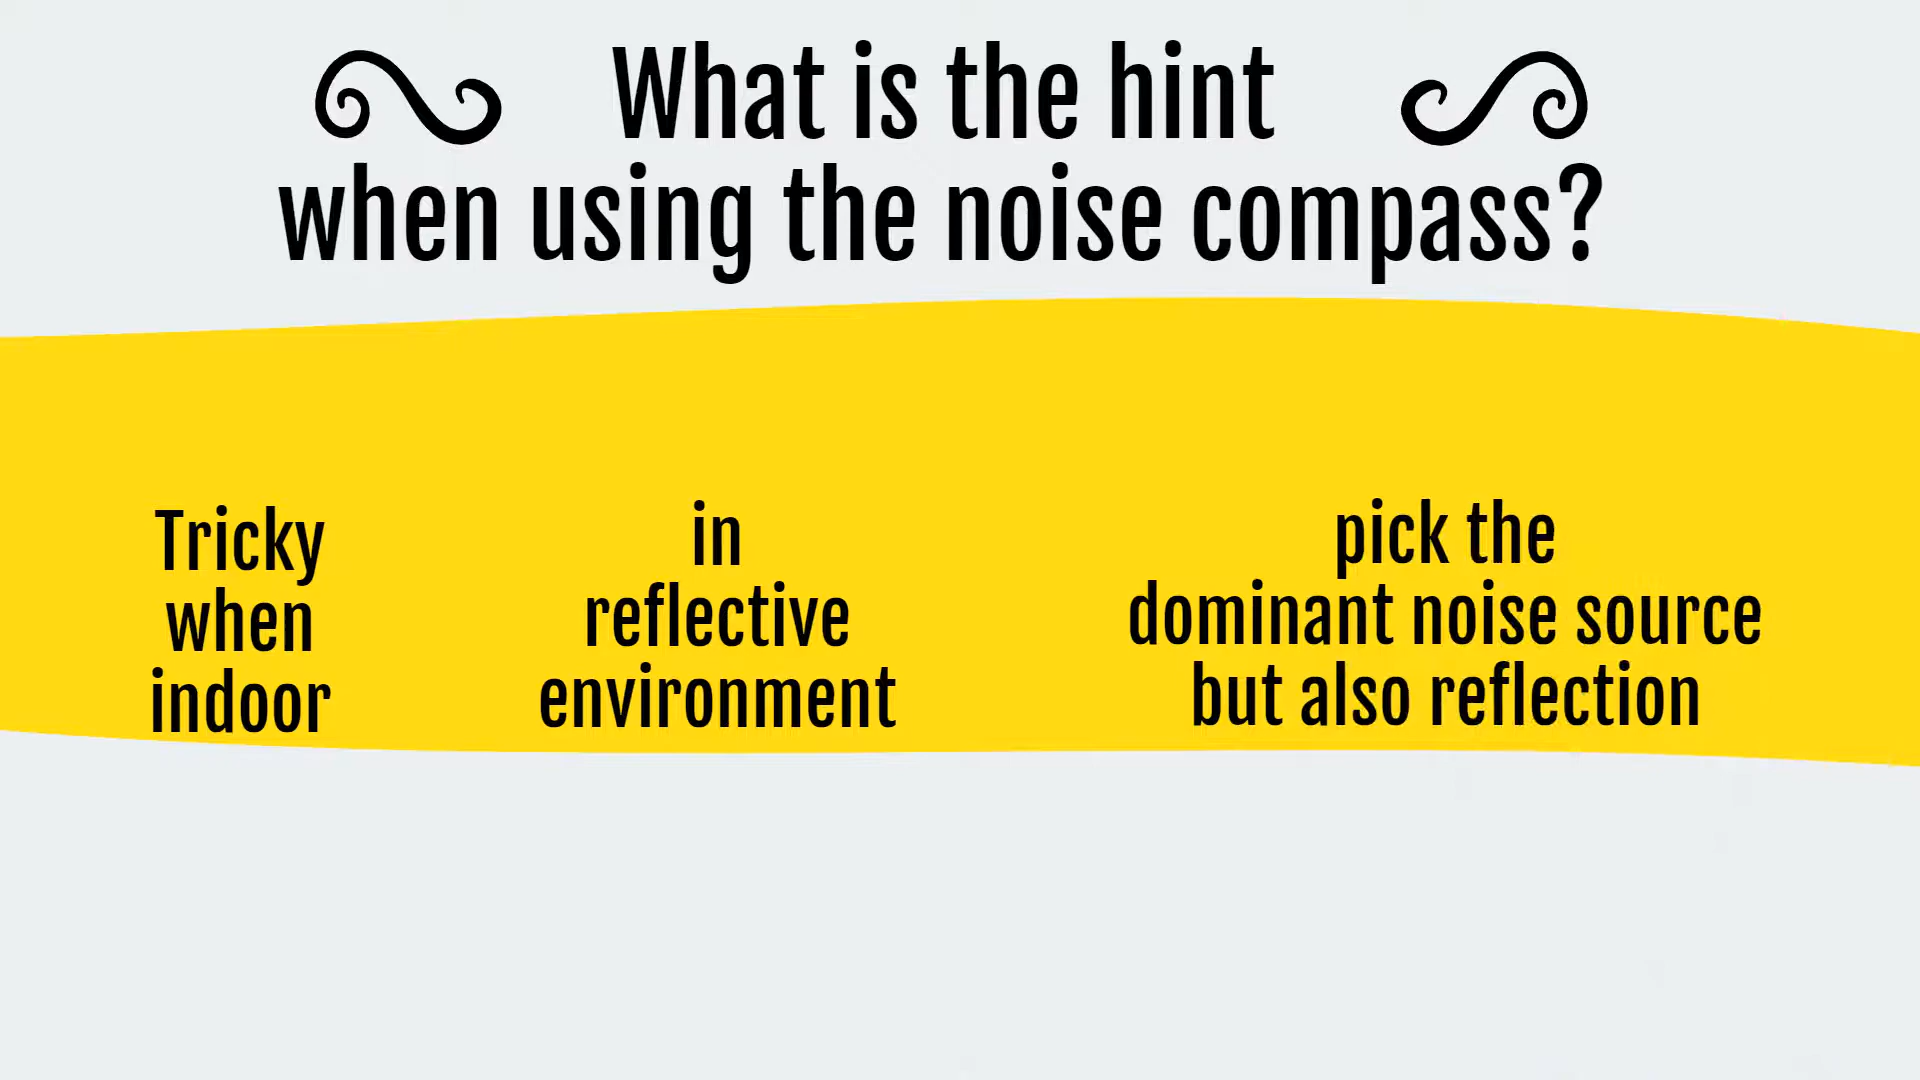 What is the hint
when using the noise compass?
Tricky
when
indoor
in
reflective
environment
pick the
dominant noise source
but also reflection